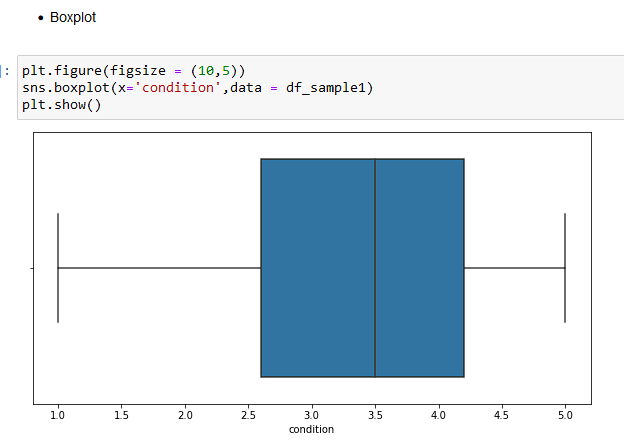 • Boxplot
]: plt.figure(figsize = (10,5))
sns.boxplot(x='condition',data = df_sample1)
plt.show()
1.0 1.5 2.0 2.5 3.0 3.5 4.0 4.5 5.0
condition